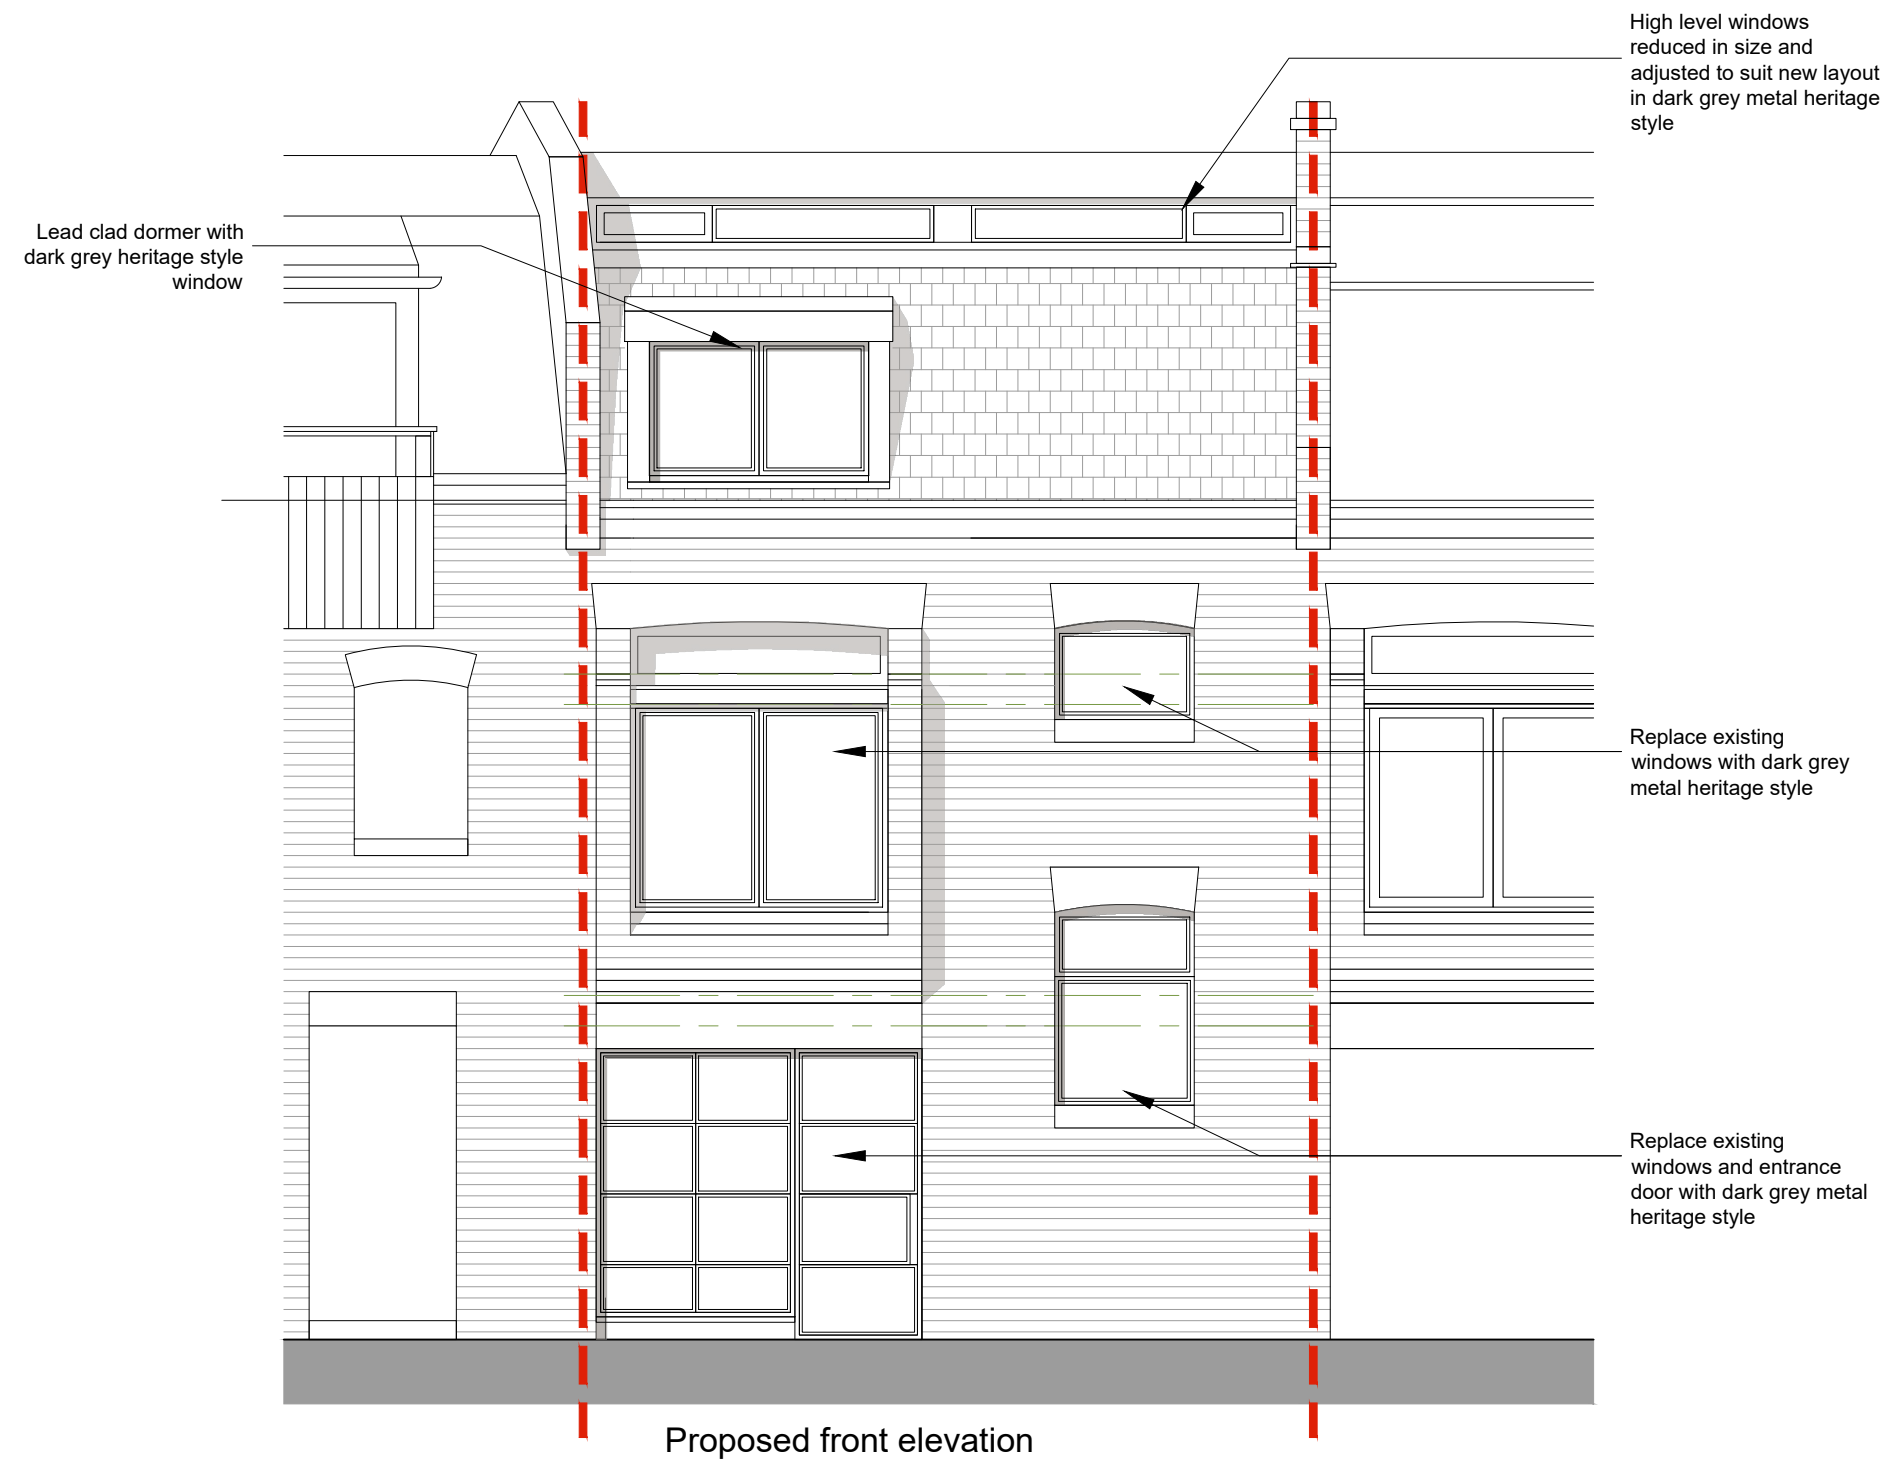 High level windows
reduced in size and
adjusted to suit new layout
in dark grey metal heritage
style
Lead clad dormer with
dark grey heritage style
window
Replace existing
windows with dark grey
metal heritage style
Replace existing
windows and entrance
door with dark grey metal
heritage style
Proposed front elevation